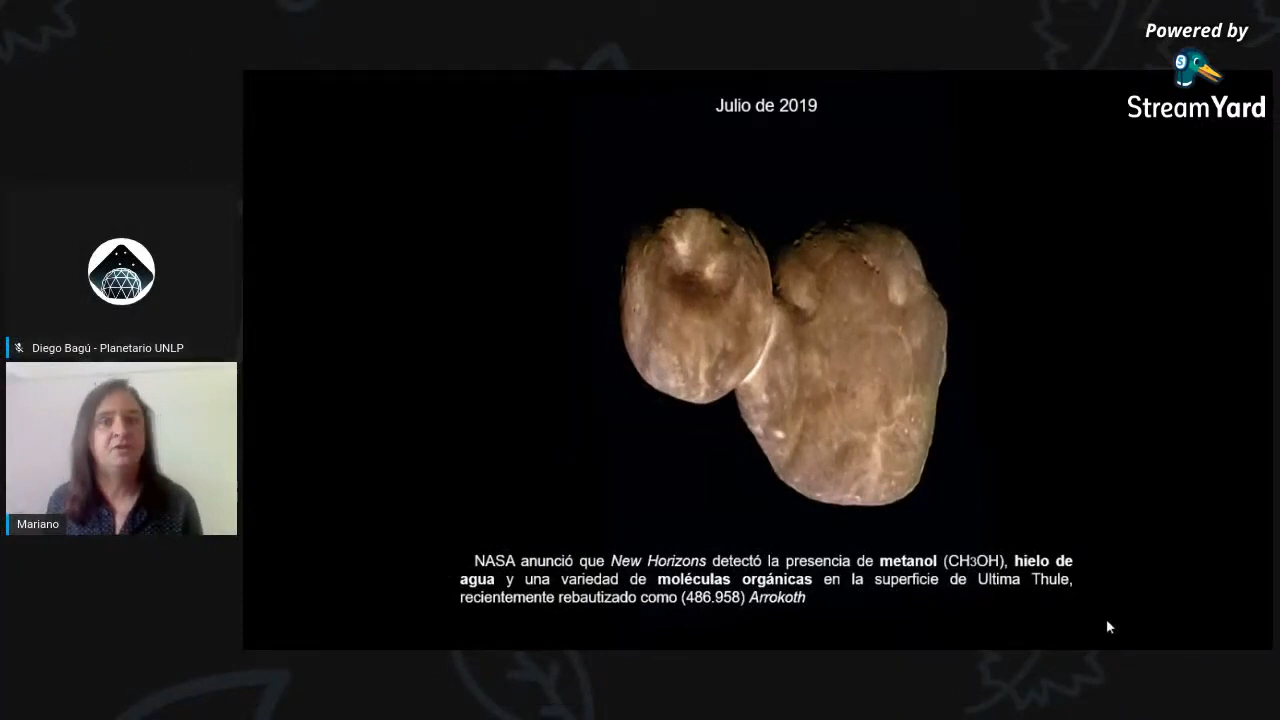 Powered by
StreamYard
Julio de 2019
Diego Bagú - Planetario UNLP
Mariano
NASA anunció que New Horizons detectó la presencia de metanol (CH3OH), hielo de
agua y una variedad de moléculas orgánicas en la superficie de Ultima Thule,
recientemente rebautizado como (486.958) Arrokoth